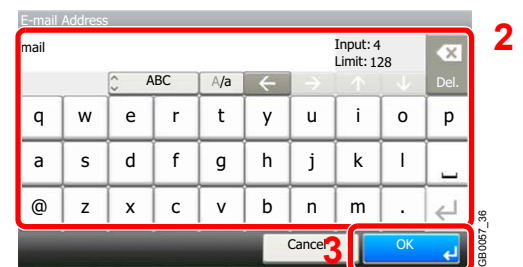 E-mail Address
mail
Input: 4
Limit: 128
2
ABC A/a Del.
q w e r t y u i o p
a s d f g h j k l
@ z x c v b n m .
Cancel 3 OK
GB0057_36